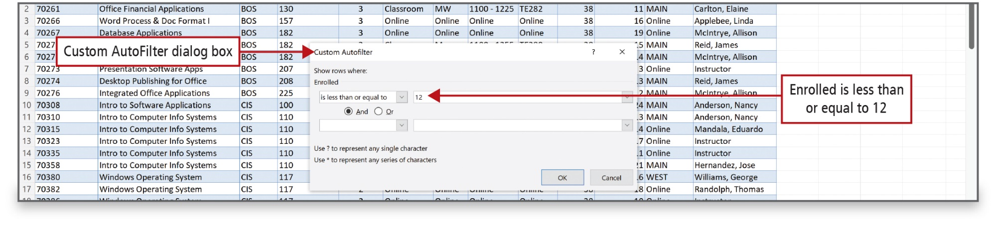 2 70261 Office Financial Applications BOS 130 3 Classroom MW 1100 - 1225 TE282 38 11 MAIN Carlton, Elaine
3 70266 Word Process & Doc Format I BOS 157 3 Online Online Online Online 38 16 Online Applebee, Linda
4 70267 Database Applications BOS 182 3 Online Online Online Online 38 19 Online McIntrye, Allison
5 BOS 182 MAIN Reid, James
Custom AutoFilter dialog box
Custom Autofilter ? ×
6 BOS 182 MAIN McIntrye, Allison
7 70273 Presentation Software Apps BOS 207 Online Instructor
Show rows where:
8 70274 Desktop Publishing for Office BOS 208 MAIN Reid, James
Enrolled
9 70276 Integrated Office Applications BOS 225 MAIN McIntrye, Allison
is less than or equal to 12
Enrolled is less than
or equal to 12
10 70308 Intro to Software Applications CIS 100 MAIN Anderson, Nancy
And Or
11 70310 Intro to Computer Info Systems CIS 110 MAIN Anderson, Nancy
12 70315 Intro to Computer Info Systems CIS 110 Online Mandala, Eduardo
13 70323 Intro to Computer Info Systems CIS 110 Online Instructor
Use ? to represent any single character
14 70335 Intro to Computer Info Systems CIS 110 Online Instructor
Use * to represent any series of characters
15 70358 Intro to Computer Info Systems CIS 110 MAIN Hernandez, Jose
16 70380 Windows Operating System CIS 117 WEST Williams, George
OK Cancel
17 70382 Windows Operating System CIS 117 18 Online Randolph, Thomas